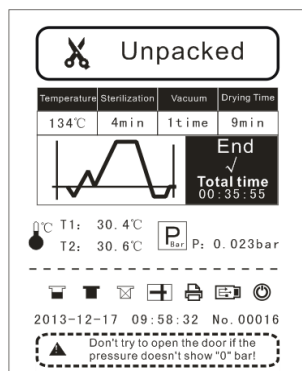 Unpacked
Temperature Sterilization Vacuum Drying Time
134℃ 4min 1time 9min
End
√
Total time
00:35:55
℃ T1: 30.4℃
T2: 30.6℃
P Bar P: 0.023bar
2013-12-17 09:58:32 No.00016
Don't try to open the door if the
pressure doesn't show "0" bar!